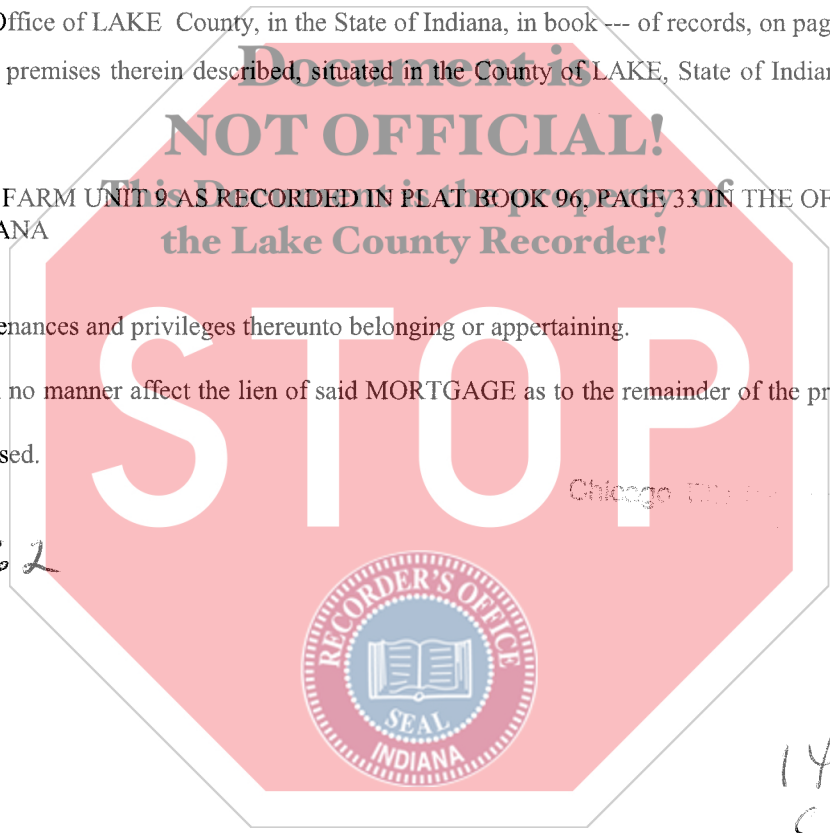 Office of LAKE County, in the State of Indiana, in book --- of records, on pag
Document is
premises therein described, situated in the County of LAKE, State of Indian
NOT OFFICIAL!
This Document is the property of
FARM UNIT 9 AS RECORDED IN PLAT BOOK 96, PAGE 33 IN THE OF
ANA
the Lake County Recorder!
enances and privileges thereunto belonging or appertaining.
STOP
no manner affect the lien of said MORTGAGE as to the remainder of the pr
sed.
Chicago
2
RECORDER'S OFFICE
SEAL
INDIANA
14